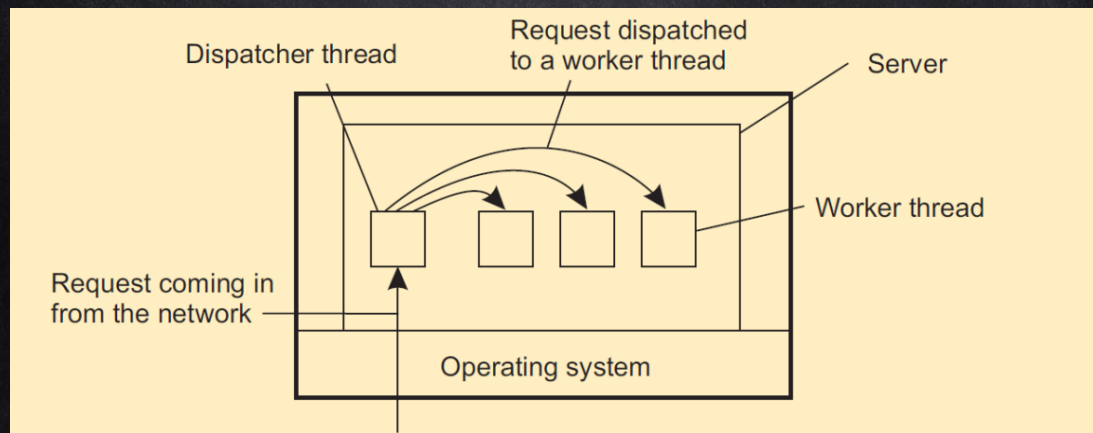 Dispatcher thread
Request dispatched
to a worker thread
Server
Worker thread
Request coming in
from the network
Operating system